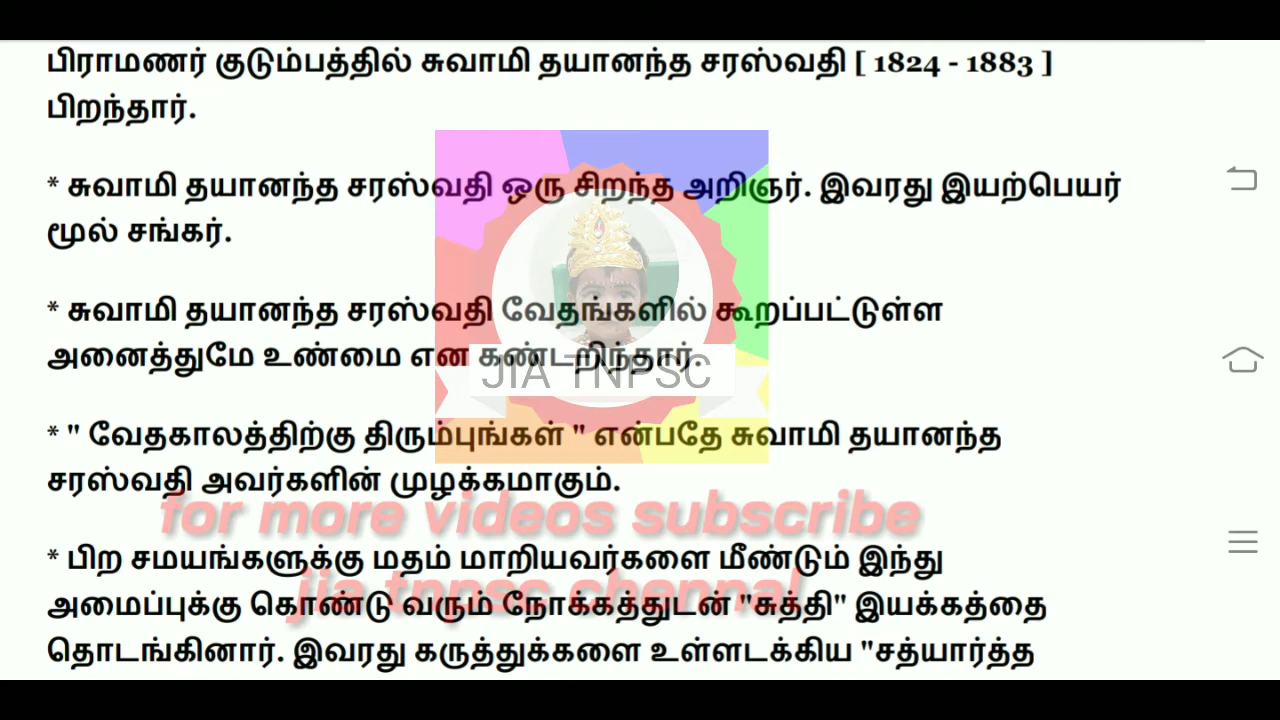 பிராமணர் குடும்பத்தில் சுவாமி தயானந்த சரஸ்வதி [ 1824 - 1883 ]
பிறந்தார்.
* சுவாமி தயானந்த சரஸ்வதி ஒரு சிறந்த அறிஞர். இவரது இயற்பெயர்
மூல் சங்கர்.
* சுவாமி தயானந்த சரஸ்வதி வேதங்களில் கூறப்பட்டுள்ள
அனைத்துமே உண்மை என கண்டறிந்தார்.
JIA TNPSC
* " வேதகாலத்திற்கு திரும்புங்கள் " என்பதே சுவாமி தயானந்த
சரஸ்வதி அவர்களின் முழக்கமாகும்.
for more videos subscribe
* பிற சமயங்களுக்கு மதம் மாறியவர்களை மீண்டும் இந்து
jia tnpsc chennal
அமைப்புக்கு கொண்டு வரும் நோக்கத்துடன் "சுத்தி" இயக்கத்தை
தொடங்கினார். இவரது கருத்துக்களை உள்ளடக்கிய "சத்யார்த்த